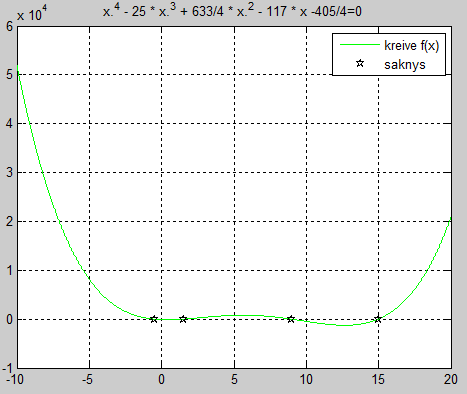 x.^4 - 25 * x.^3 + 633/4 * x.^2 - 117 * x -405/4=0
x 10^4
kreive f(x)
saknys
6
5
4
3
2
1
0
-1
-10 -5 0 5 10 15 20